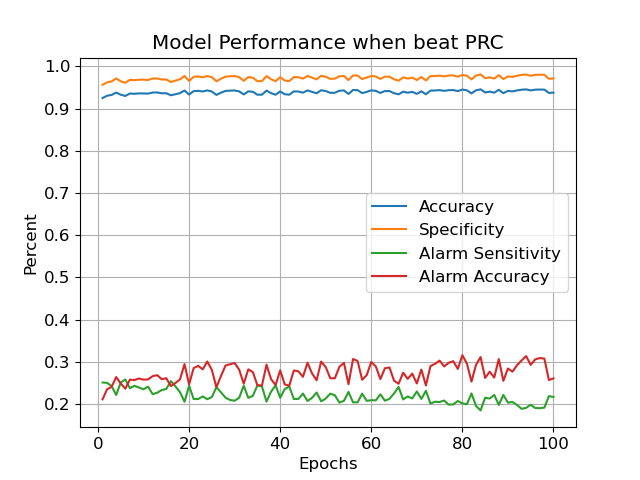 Model Performance when beat PRC
1.0
0.9
0.8
0.7
0.6
0.5
0.4
0.3
0.2
Percent
Accuracy
Specificity
Alarm Sensitivity
Alarm Accuracy
0 20 40 60 80 100
Epochs